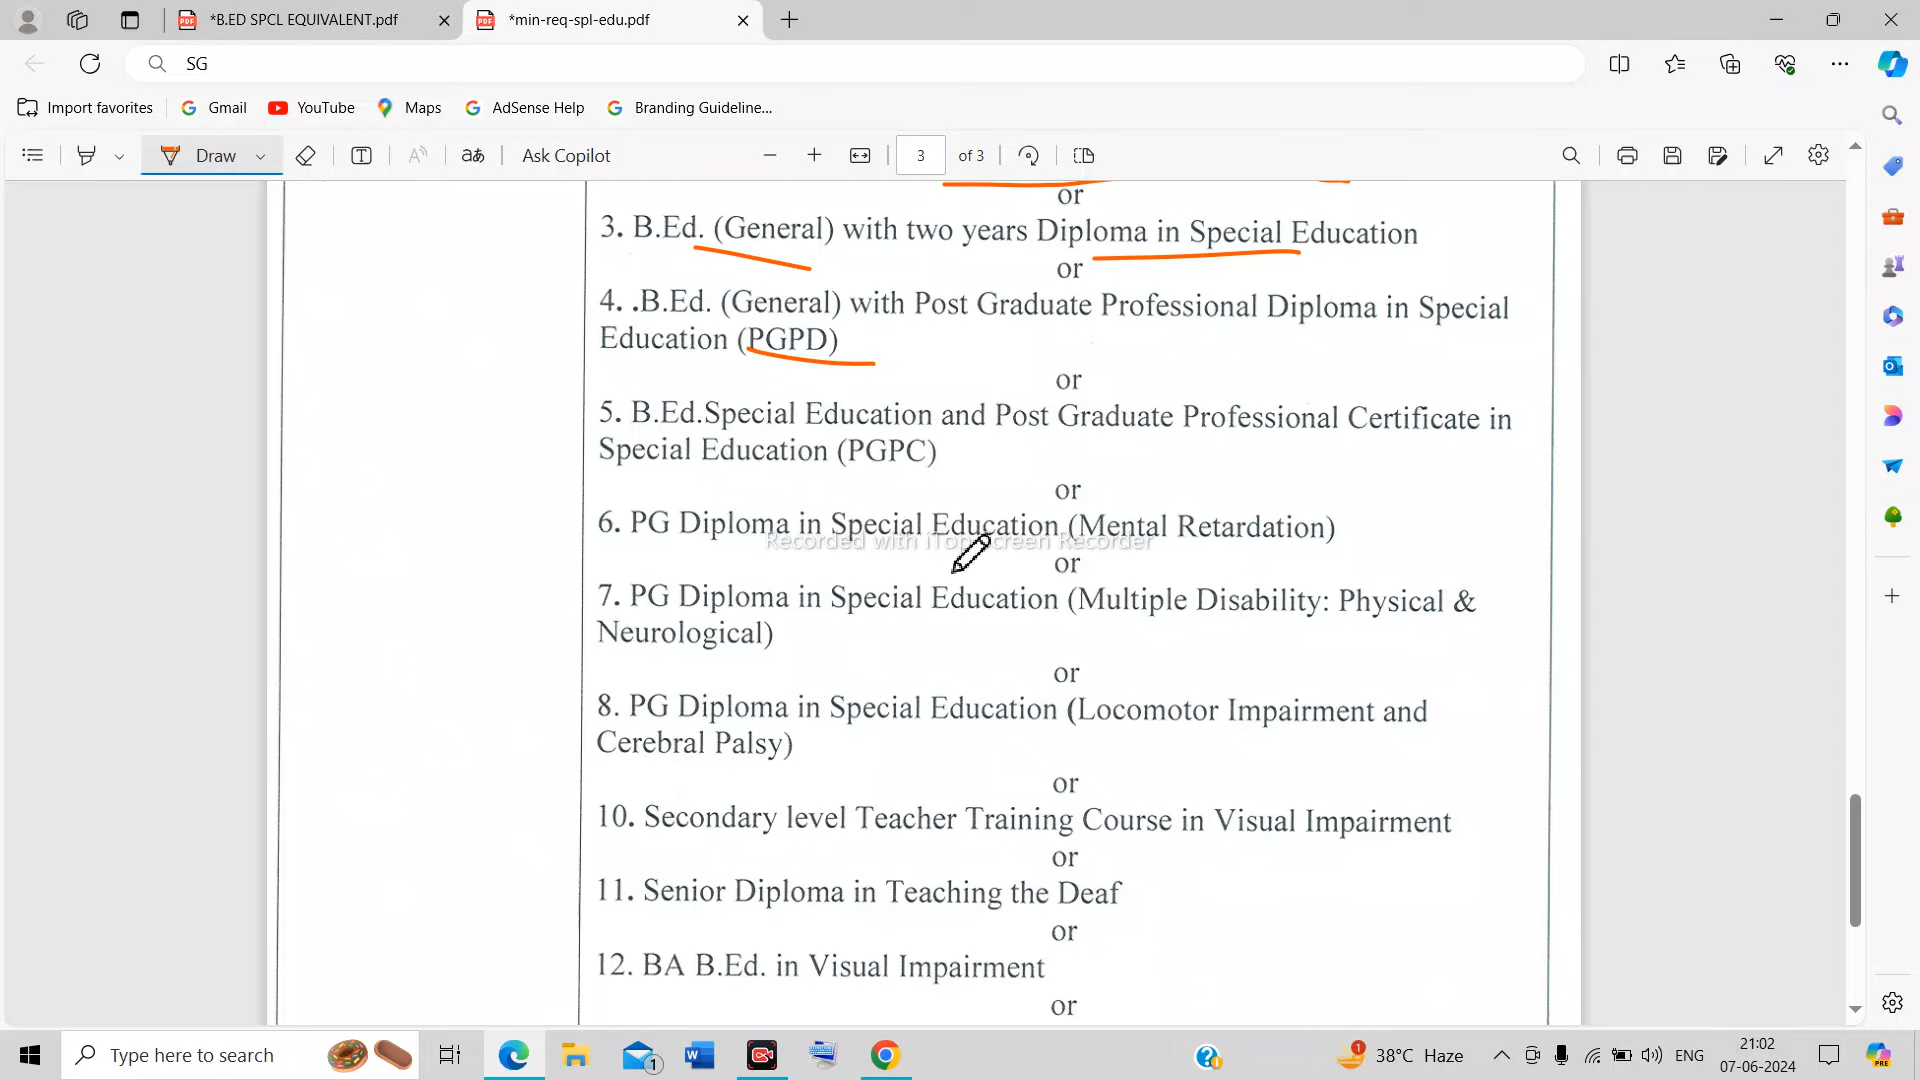 *B.ED SPCL EQUIVALENT.pdf
*min-req-spl-edu.pdf
SG
Import favorites
Gmail
YouTube
Maps
AdSense Help
Branding Guideline...
Draw
Ask Copilot
3
of 3
or
3. B.Ed. (General) with two years Diploma in Special Education
or
4. .B.Ed. (General) with Post Graduate Professional Diploma in Special
Education (PGPD)
or
5. B.Ed.Special Education and Post Graduate Professional Certificate in
Special Education (PGPC)
or
6. PG Diploma in Special Education (Mental Retardation)
Recorded with iTop Screen Recorder
or
7. PG Diploma in Special Education (Multiple Disability: Physical &
Neurological)
or
8. PG Diploma in Special Education (Locomotor Impairment and
Cerebral Palsy)
or
10. Secondary level Teacher Training Course in Visual Impairment
or
11. Senior Diploma in Teaching the Deaf
or
12. BA B.Ed. in Visual Impairment
or
Type here to search
1
1
38°C Haze
ENG
21:02
07-06-2024